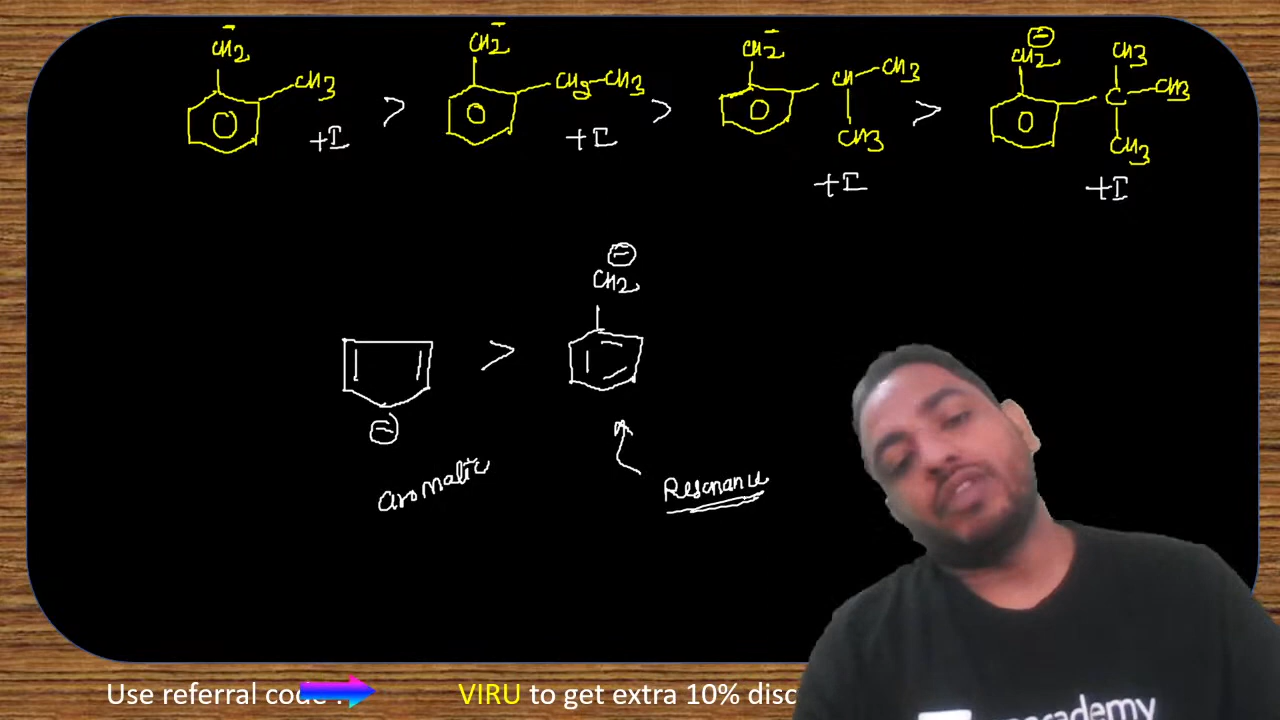 CH2⁻ CH2⁻ CH2⁻ CH2⊖ CH3
CH3 > CH2-CH3 > CH-CH3 > C-CH3
+I +I CH3 CH3
+I +I
⊖
CH2
>
⊖
aromatic Resonance
Use referral code
VIRU to get extra 10% disc
academy